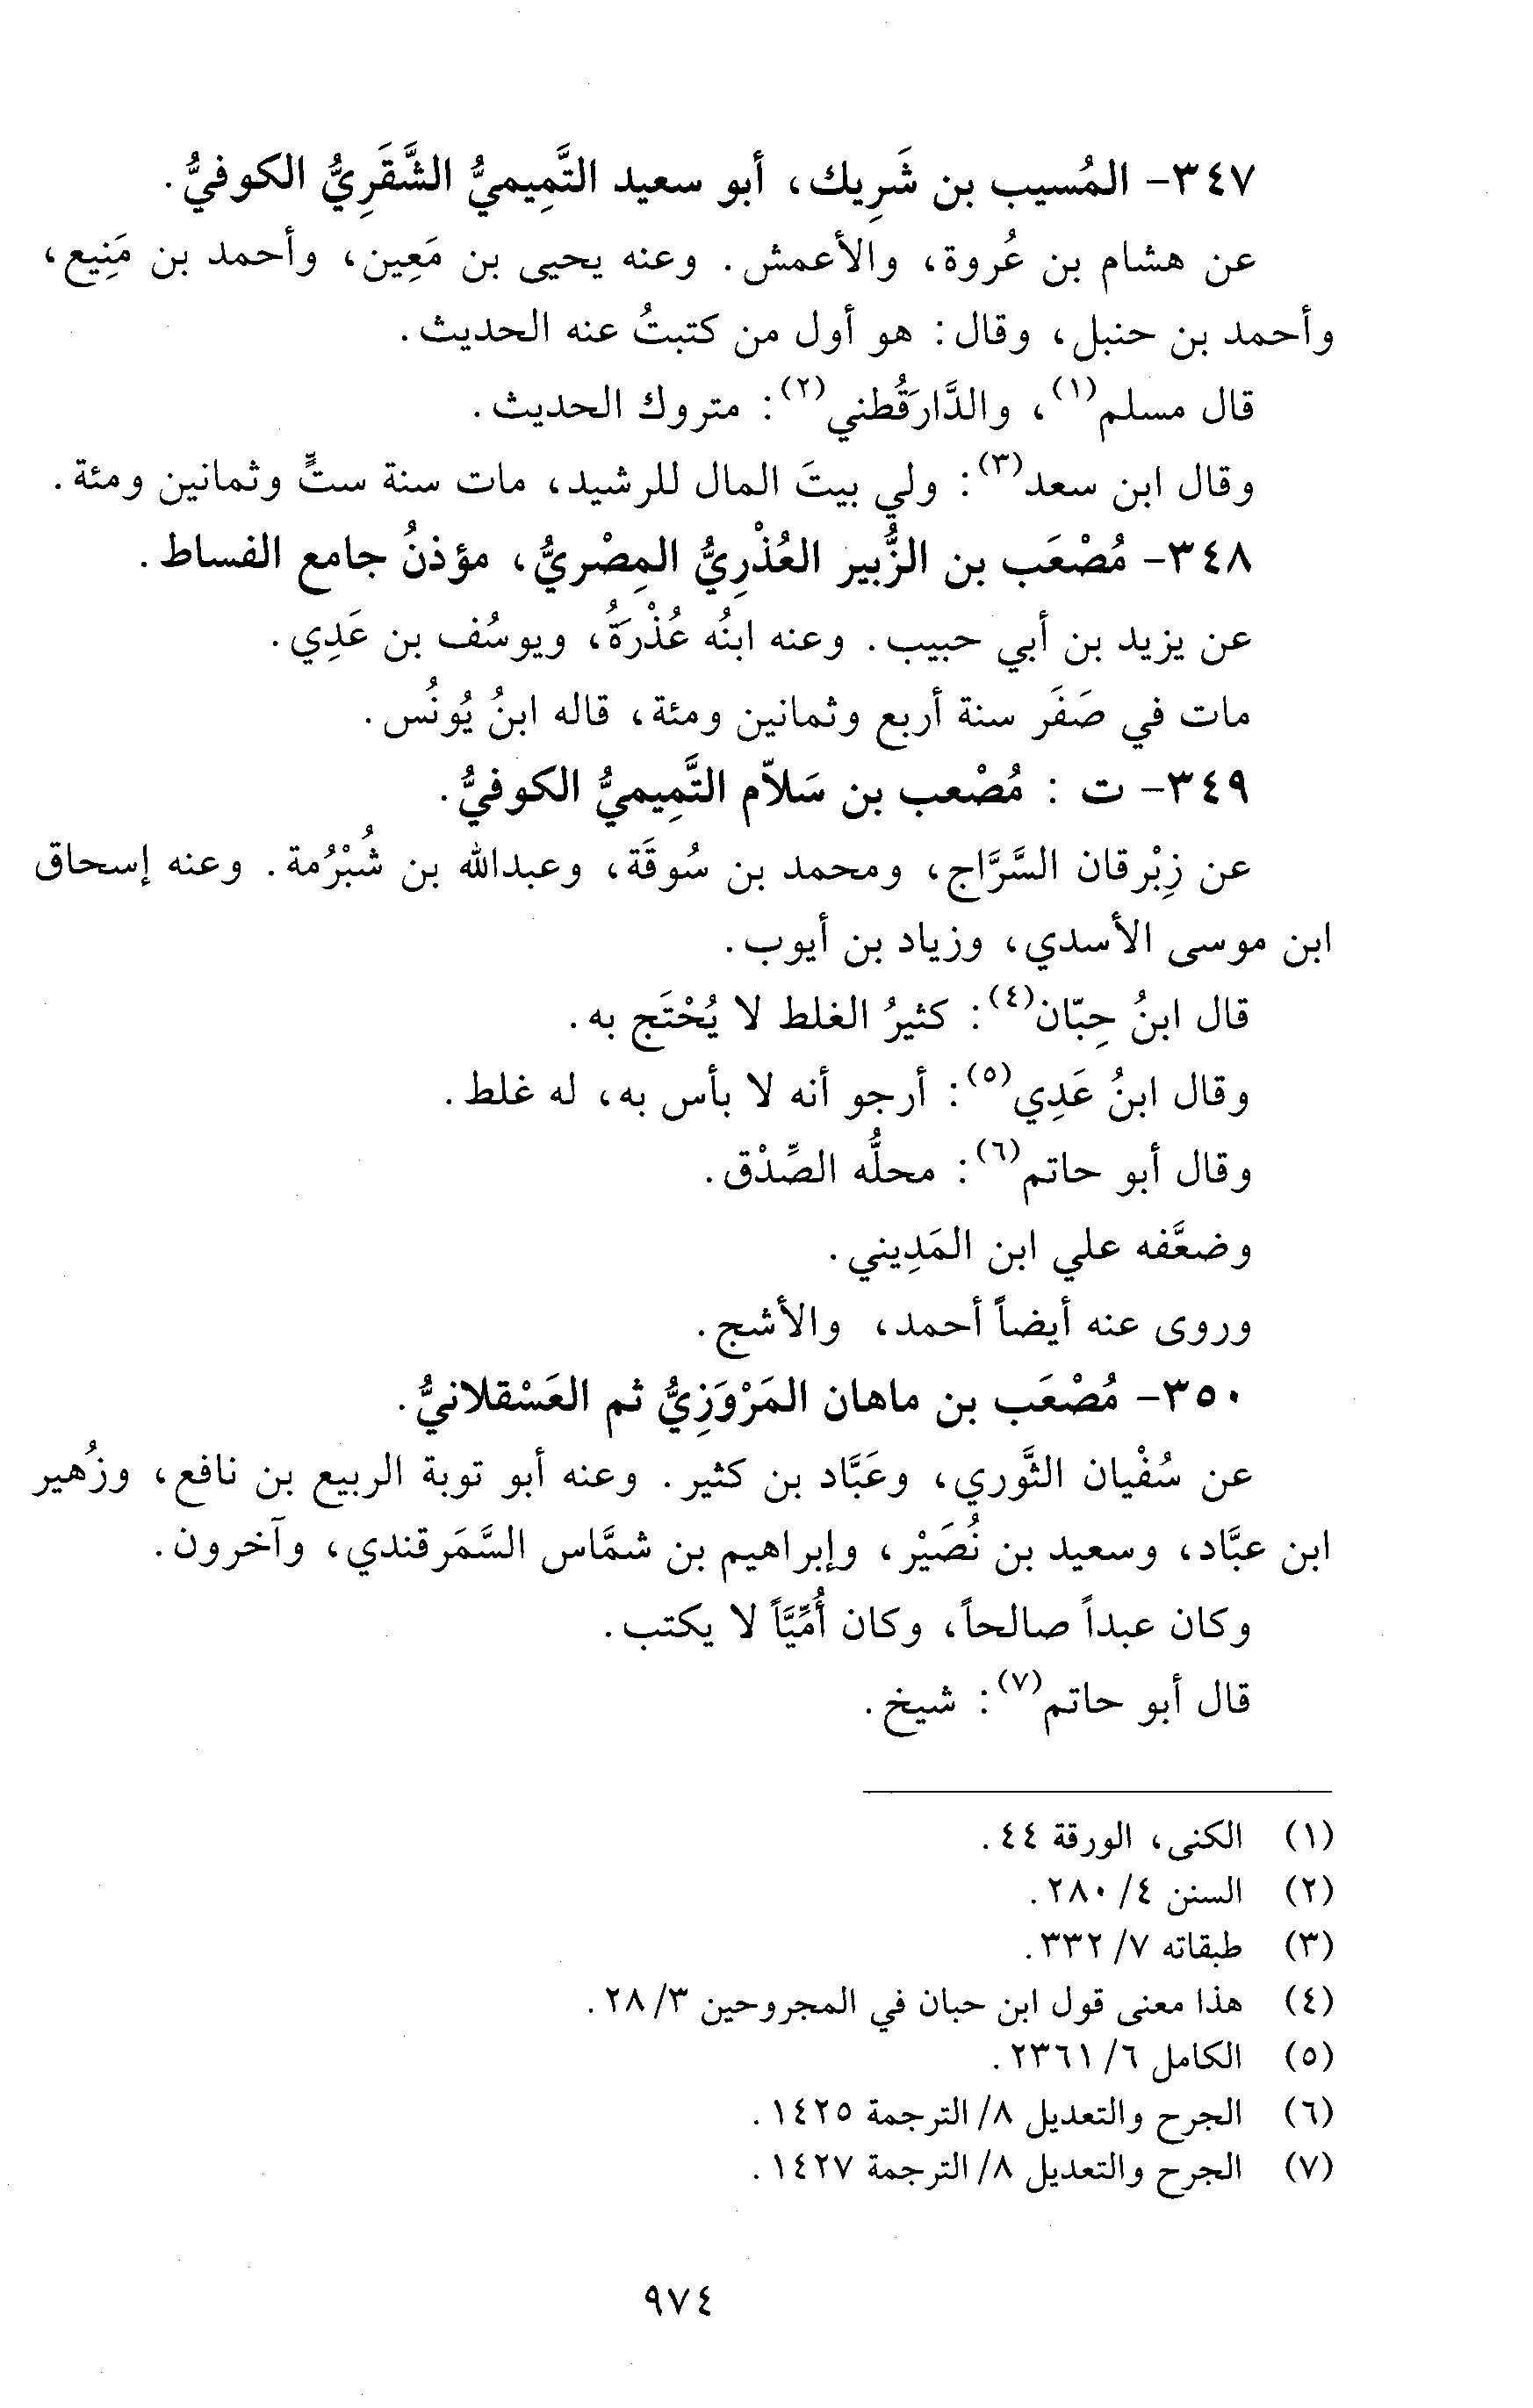 ٣٤٧- المُسيب بن شَرِيك، أبو سعيد التَّمِيميُّ الشَّقَرِيُّ الكوفيُّ.
عن هشام بن عُروة، والأعمش. وعنه يحيى بن مَعِين، وأحمد بن مَنِيع،
وأحمد بن حنبل، وقال: هو أول من كتبتُ عنه الحديث.
قال مسلم(١)، والدَّارَقُطني(٢): متروك الحديث.
وقال ابن سعد(٣): ولي بيتَ المال للرشيد، مات سنة ستٍّ وثمانين ومئة.
٣٤٨- مُصْعَب بن الزُّبير العُذْرِيُّ المِصْريُّ، مؤذنُ جامع الفساط.
عن يزيد بن أبي حبيب. وعنه ابنُه عُذْرَةُ، ويوسُف بن عَدِي.
مات في صَفَر سنة أربع وثمانين ومئة، قاله ابنُ يُونُس.
٣٤٩- ت : مُصْعب بن سَلاّم التَّمِيميُّ الكوفيُّ.
عن زِبْرقان السَّرَّاج، ومحمد بن سُوقَة، وعبدالله بن شُبْرُمة. وعنه إسحاق
ابن موسى الأسدي، وزياد بن أيوب.
قال ابنُ حِبّان(٤): كثيرُ الغلط لا يُحْتَج به.
وقال ابنُ عَدِي(٥): أرجو أنه لا بأس به، له غلط.
وقال أبو حاتم(٦): محلُّه الصِّدْق.
وضعَّفه علي ابن المَدِيني.
وروى عنه أيضاً أحمد، والأشج.
٣٥٠- مُصْعَب بن ماهان المَرْوَزِيُّ ثم العَسْقلانيُّ.
عن سُفْيان الثَّوري، وعَبَّاد بن كثير. وعنه أبو توبة الربيع بن نافع، وزُهير
ابن عبَّاد، وسعيد بن نُصَيْر، وإبراهيم بن شمَّاس السَّمَرقندي، وآخرون.
وكان عبداً صالحاً، وكان أُمِّيَّاً لا يكتب.
قال أبو حاتم(٧): شيخ.
(١) الكنى، الورقة ٤٤.
(٢) السنن ٤/ ٢٨٠.
(٣) طبقاته ٧/ ٣٣٢.
(٤) هذا معنى قول ابن حبان في المجروحين ٣/ ٢٨.
(٥) الكامل ٦/ ٢٣٦١.
(٦) الجرح والتعديل ٨/ الترجمة ١٤٢٥.
(٧) الجرح والتعديل ٨/ الترجمة ١٤٢٧.
٩٧٤